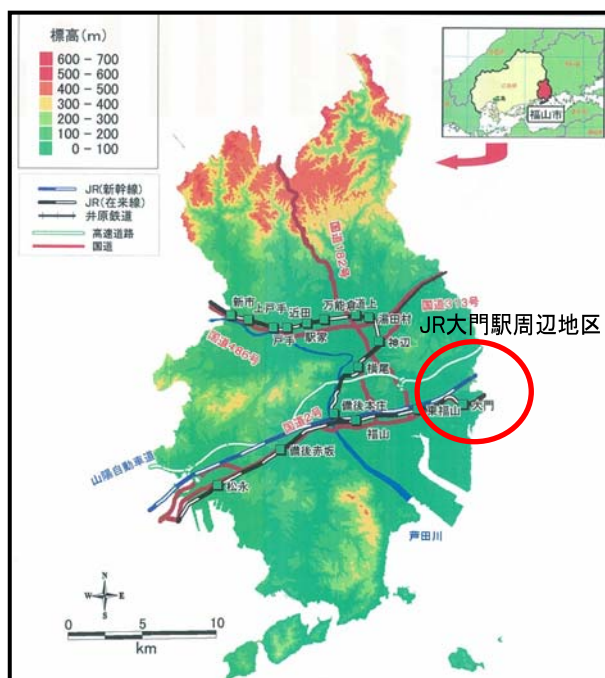 標高(m)
600 - 700
500 - 600
400 - 500
300 - 400
200 - 300
100 - 200
0 - 100
JR(新幹線)
JR(在来線)
井原鉄道
高速道路
国道
福山市
国道182号
国道313号
JR大門駅周辺地区
新市
上戸手
近田
万能倉
道上
湯田村
戸手
駅家
神辺
国道486号
横尾
国道2号
備後本庄
福山
東福山
大門
山陽自動車道
備後赤坂
松永
芦田川
N
W
E
S
0
5
10
km